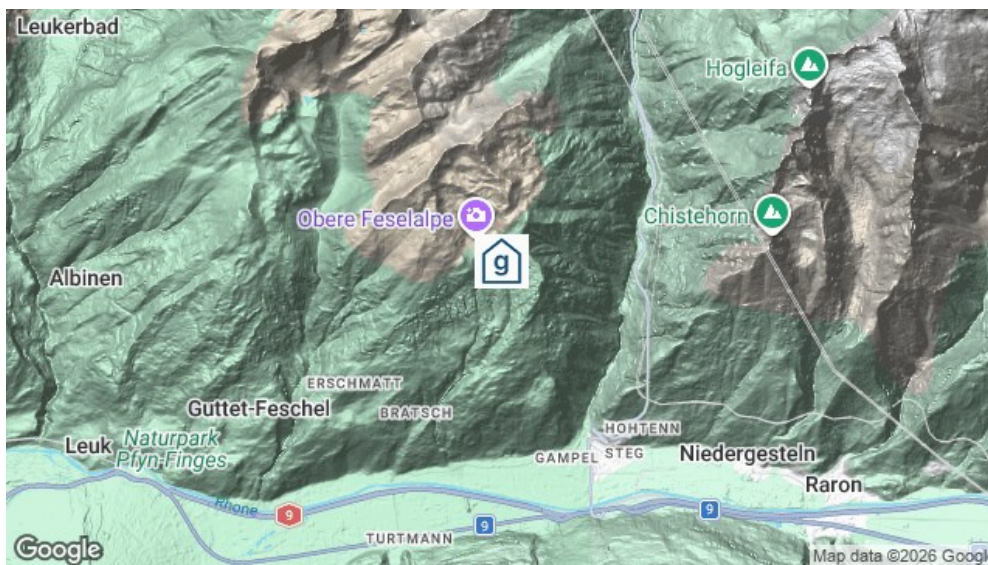 Leukerbad
Hogleifa
Obere Feselalpe
Chistehorn
g
Albinen
ERSCHMATT
Guttet-Feschel
BRATSCH
Leuk
Naturpark
Pfyn-Finges
HOHTENN
GAMPEL
STEG
Niedergesteln
Raron
Rhone
9
9
9
TURTMANN
Google
Map data ©2026 Google